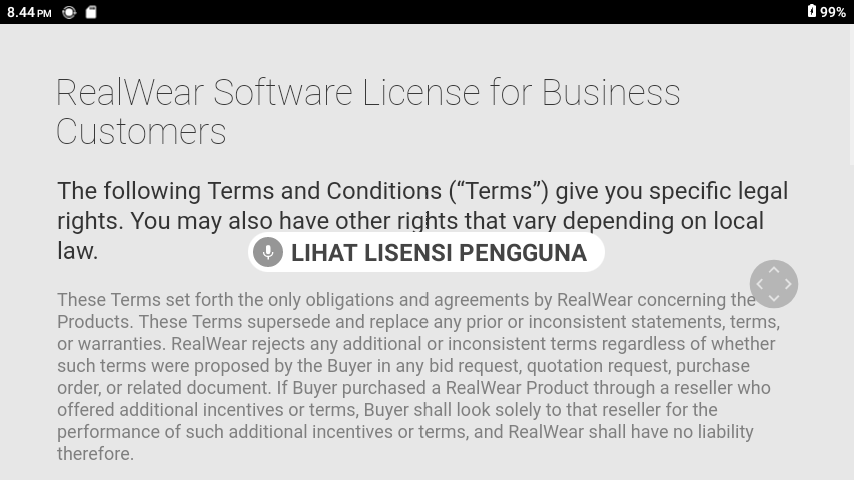 8.44 PM
99%
RealWear Software License for Business
Customers
The following Terms and Conditions (“Terms”) give you specific legal
rights. You may also have other rights that vary depending on local
law.
LIHAT LISENSI PENGGUNA
These Terms set forth the only obligations and agreements by RealWear concerning the
Products. These Terms supersede and replace any prior or inconsistent statements, terms,
or warranties. RealWear rejects any additional or inconsistent terms regardless of whether
such terms were proposed by the Buyer in any bid request, quotation request, purchase
order, or related document. If Buyer purchased a RealWear Product through a reseller who
offered additional incentives or terms, Buyer shall look solely to that reseller for the
performance of such additional incentives or terms, and RealWear shall have no liability
therefore.